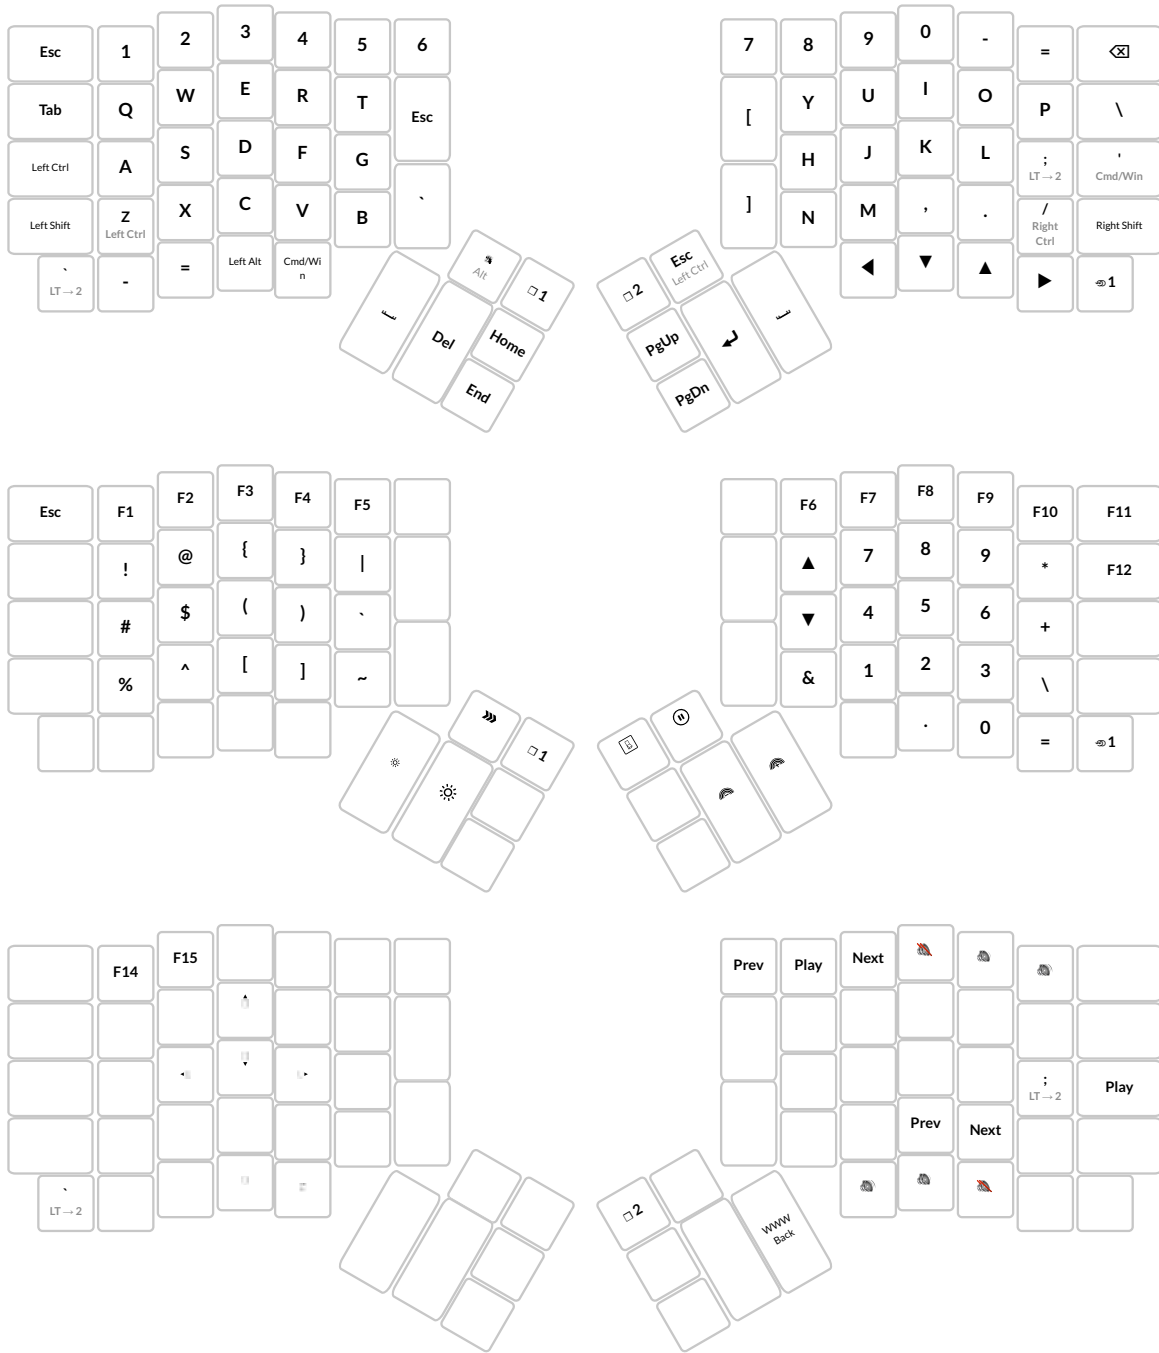 Esc 1 2 3 4 5 6
7 8 9 0 - = ⌫
Tab Q W E R T Esc
[ Y U I O P \
Left Ctrl A S D F G
H J K L ; '
LT → 2 Cmd/Win
Left Shift Z X C V B `
] N M , . / Right Shift
Left Ctrl
Right
Ctrl
` - = Left Alt Cmd/Wi
n
LT → 2
◀ ▼ ▲ ▶ 1
Alt
1
Del
Home
End
2
Esc
Left Ctrl
PgUp
PgDn
Esc F1 F2 F3 F4 F5
F6 F7 F8 F9 F10 F11
! @ { } |
▲ 7 8 9 * F12
# $ ( ) `
▼ 4 5 6 +
% ^ [ ] ~
& 1 2 3 \
. 0 = 1
1
F14 F15
Prev Play Next
;
LT → 2
Play
Prev Next
`
LT → 2
2
WWW
Back